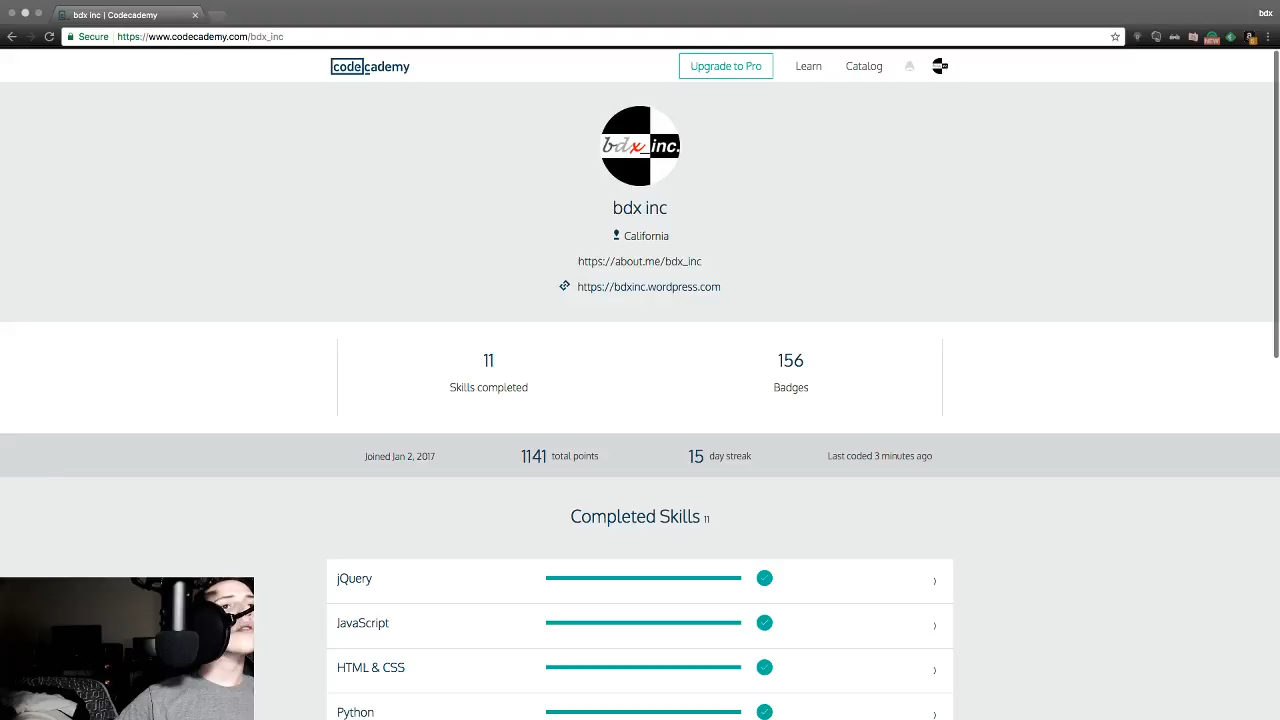 bdx inc | Codecademy
bdx
Secure https://www.codecademy.com/bdx_inc
NEW
codecademy
Upgrade to Pro Learn Catalog
bdx_inc.
bdx inc
California
https://about.me/bdx_inc
https://bdxinc.wordpress.com
11 156
Skills completed Badges
Joined Jan 2, 2017 1141 total points 15 day streak Last coded 3 minutes ago
Completed Skills 11
jQuery
JavaScript
HTML & CSS
Python